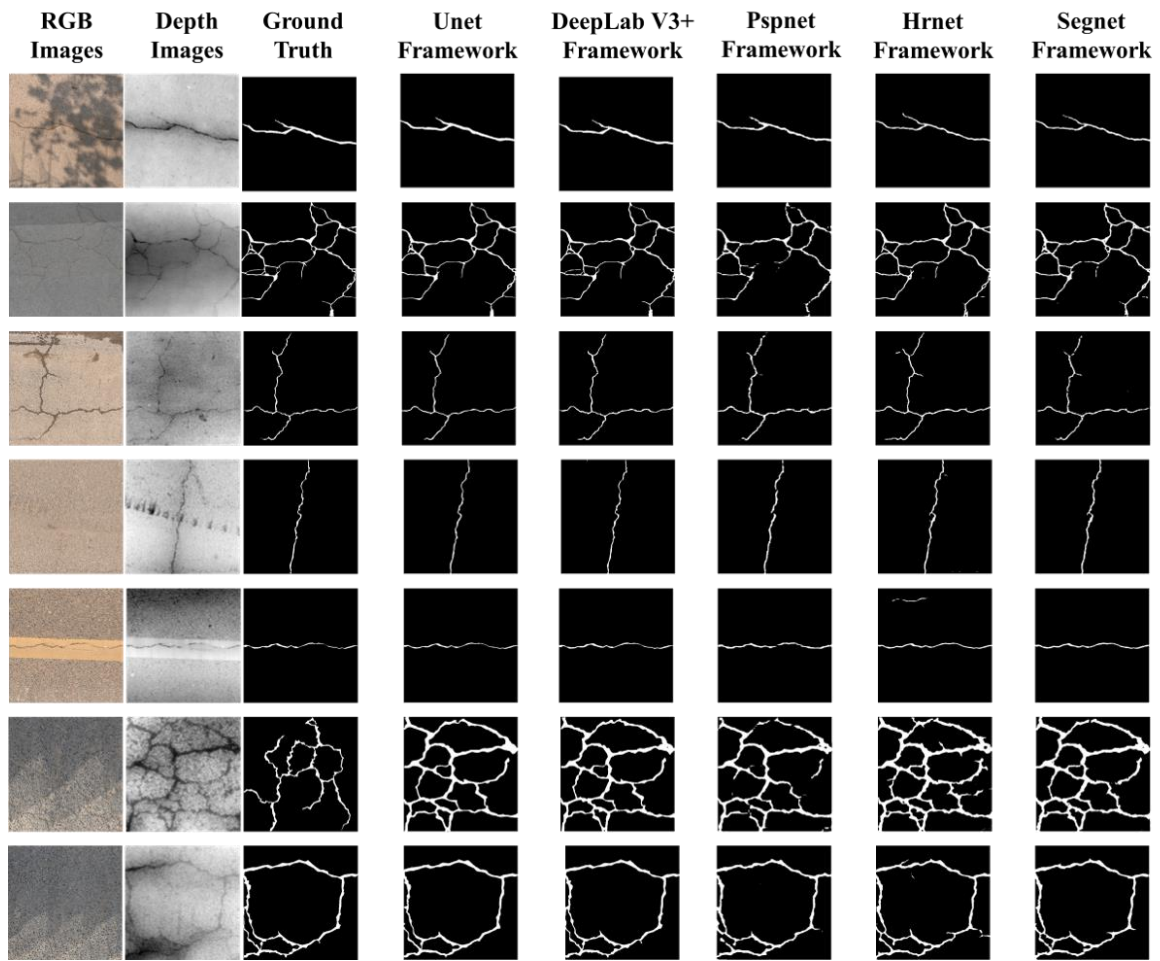 RGB Images
Depth Images
Ground Truth
Unet Framework
DeepLab V3+ Framework
Pspnet Framework
Hrnet Framework
Segnet Framework